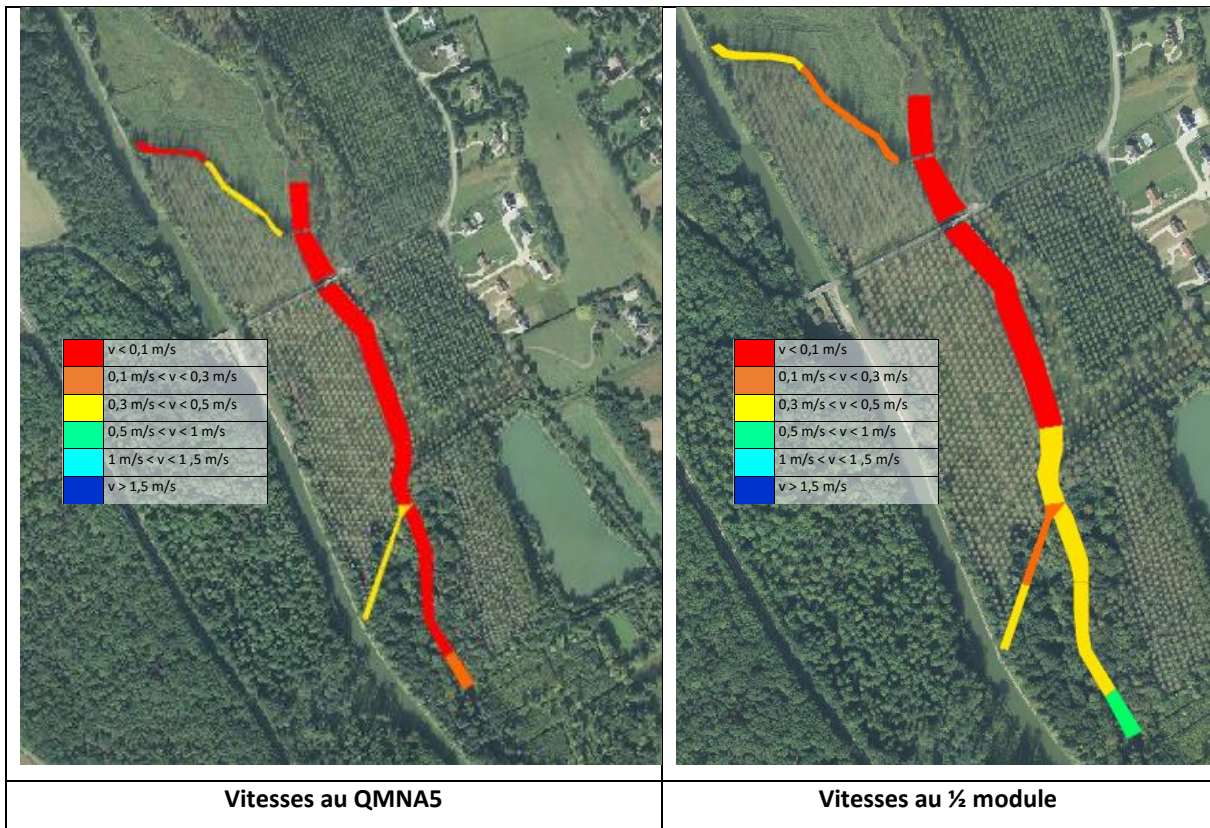 v < 0,1 m/s
0,1 m/s < v < 0,3 m/s
0,3 m/s < v < 0,5 m/s
0,5 m/s < v < 1 m/s
1 m/s < v < 1 ,5 m/s
v > 1,5 m/s
v < 0,1 m/s
0,1 m/s < v < 0,3 m/s
0,3 m/s < v < 0,5 m/s
0,5 m/s < v < 1 m/s
1 m/s < v < 1 ,5 m/s
v > 1,5 m/s
Vitesses au QMNA5
Vitesses au ½ module